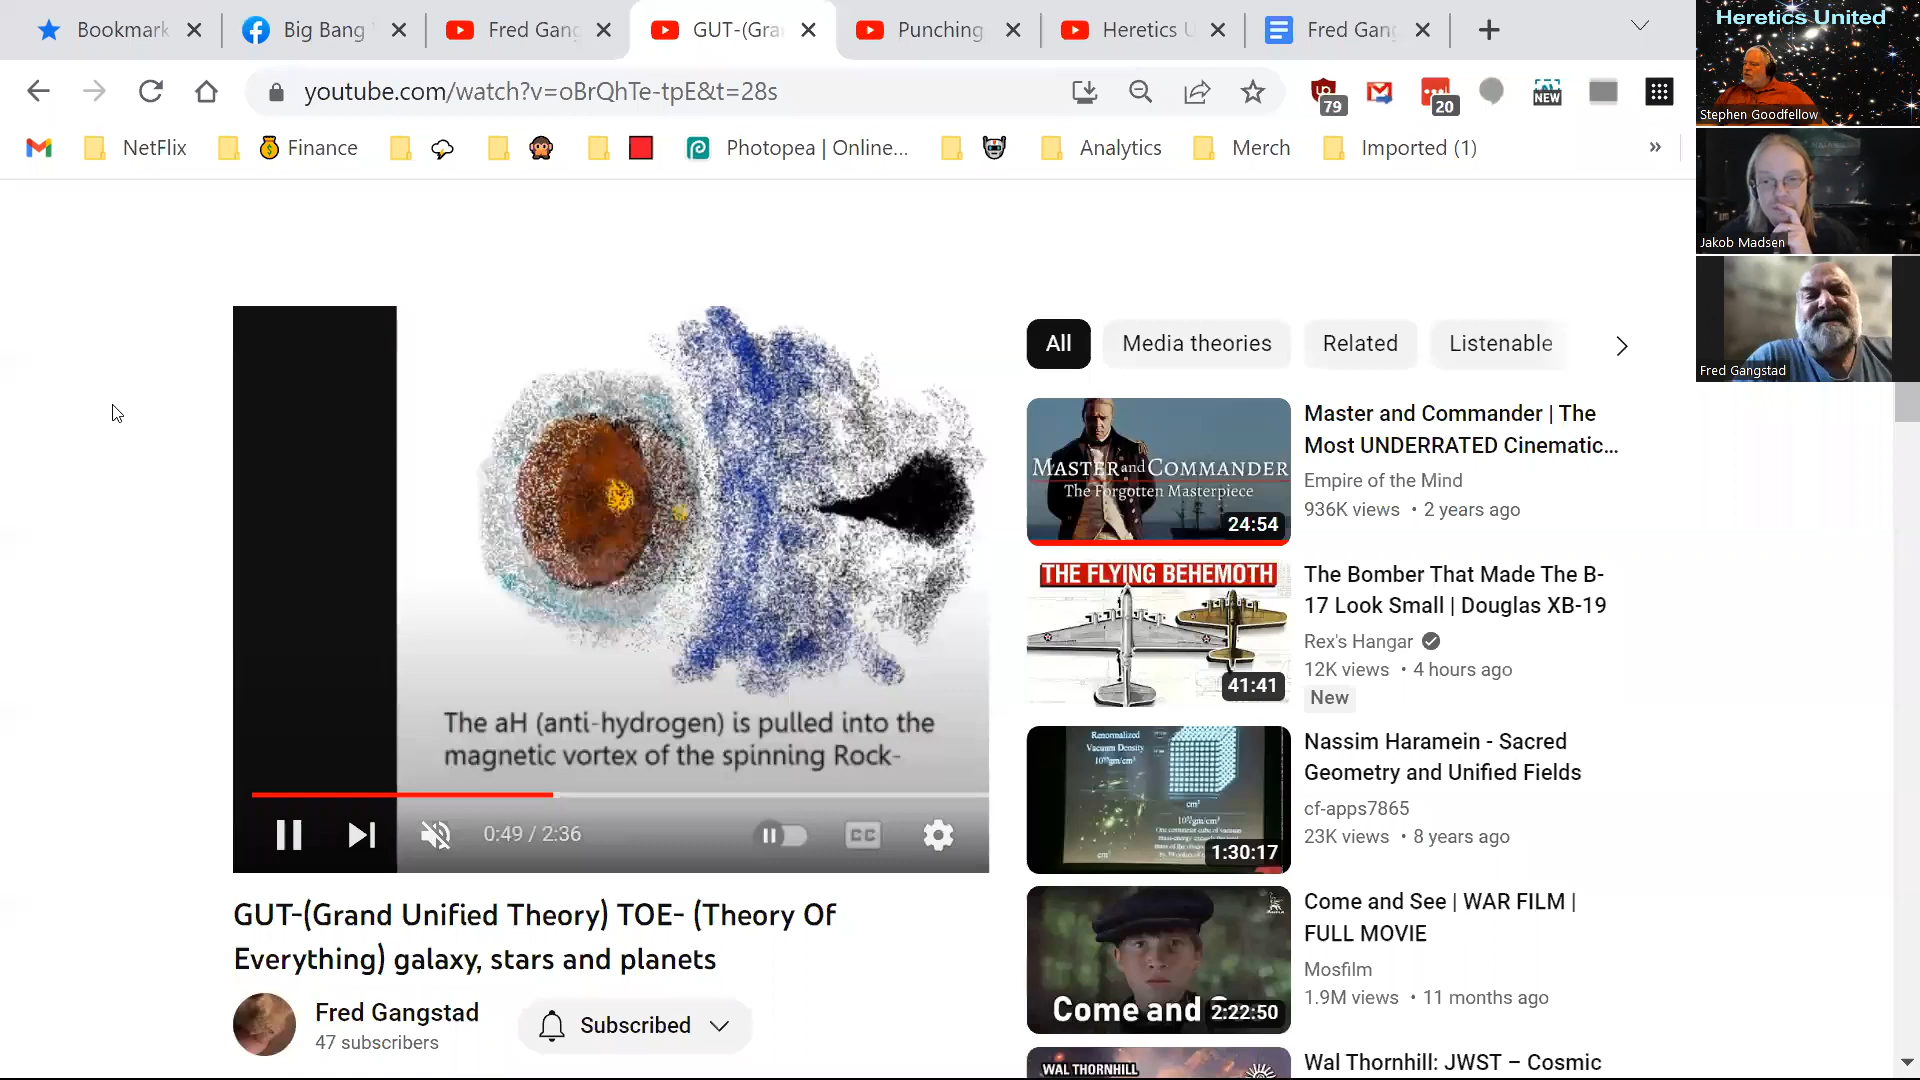 Bookmark
Big Bang
Fred Gang
GUT-(Gra
Punching
Heretics U
Fred Gang
youtube.com/watch?v=oBrQhTe-tpE&t=28s
79
20
NEW
NetFlix
Finance
Photopea | Online...
Analytics
Merch
Imported (1)
»
Heretics United
Stephen Goodfellow
Jakob Madsen
Fred Gangstad
The aH (anti-hydrogen) is pulled into the
magnetic vortex of the spinning Rock-
0:49 / 2:36
CC
GUT-(Grand Unified Theory) TOE- (Theory Of
Everything) galaxy, stars and planets
Fred Gangstad
47 subscribers
Subscribed
All
Media theories
Related
Listenable
MASTER and COMMANDER
The Forgotten Masterpiece
24:54
Master and Commander | The
Most UNDERRATED Cinematic...
Empire of the Mind
936K views • 2 years ago
THE FLYING BEHEMOTH
41:41
The Bomber That Made The B-
17 Look Small | Douglas XB-19
Rex's Hangar
12K views • 4 hours ago
New
Renormalized
Vacuum Density
1:30:17
Nassim Haramein - Sacred
Geometry and Unified Fields
cf-apps7865
23K views • 8 years ago
Come and
2:22:50
Come and See | WAR FILM |
FULL MOVIE
Mosfilm
1.9M views • 11 months ago
WAL THORNHILL
Wal Thornhill: JWST – Cosmic